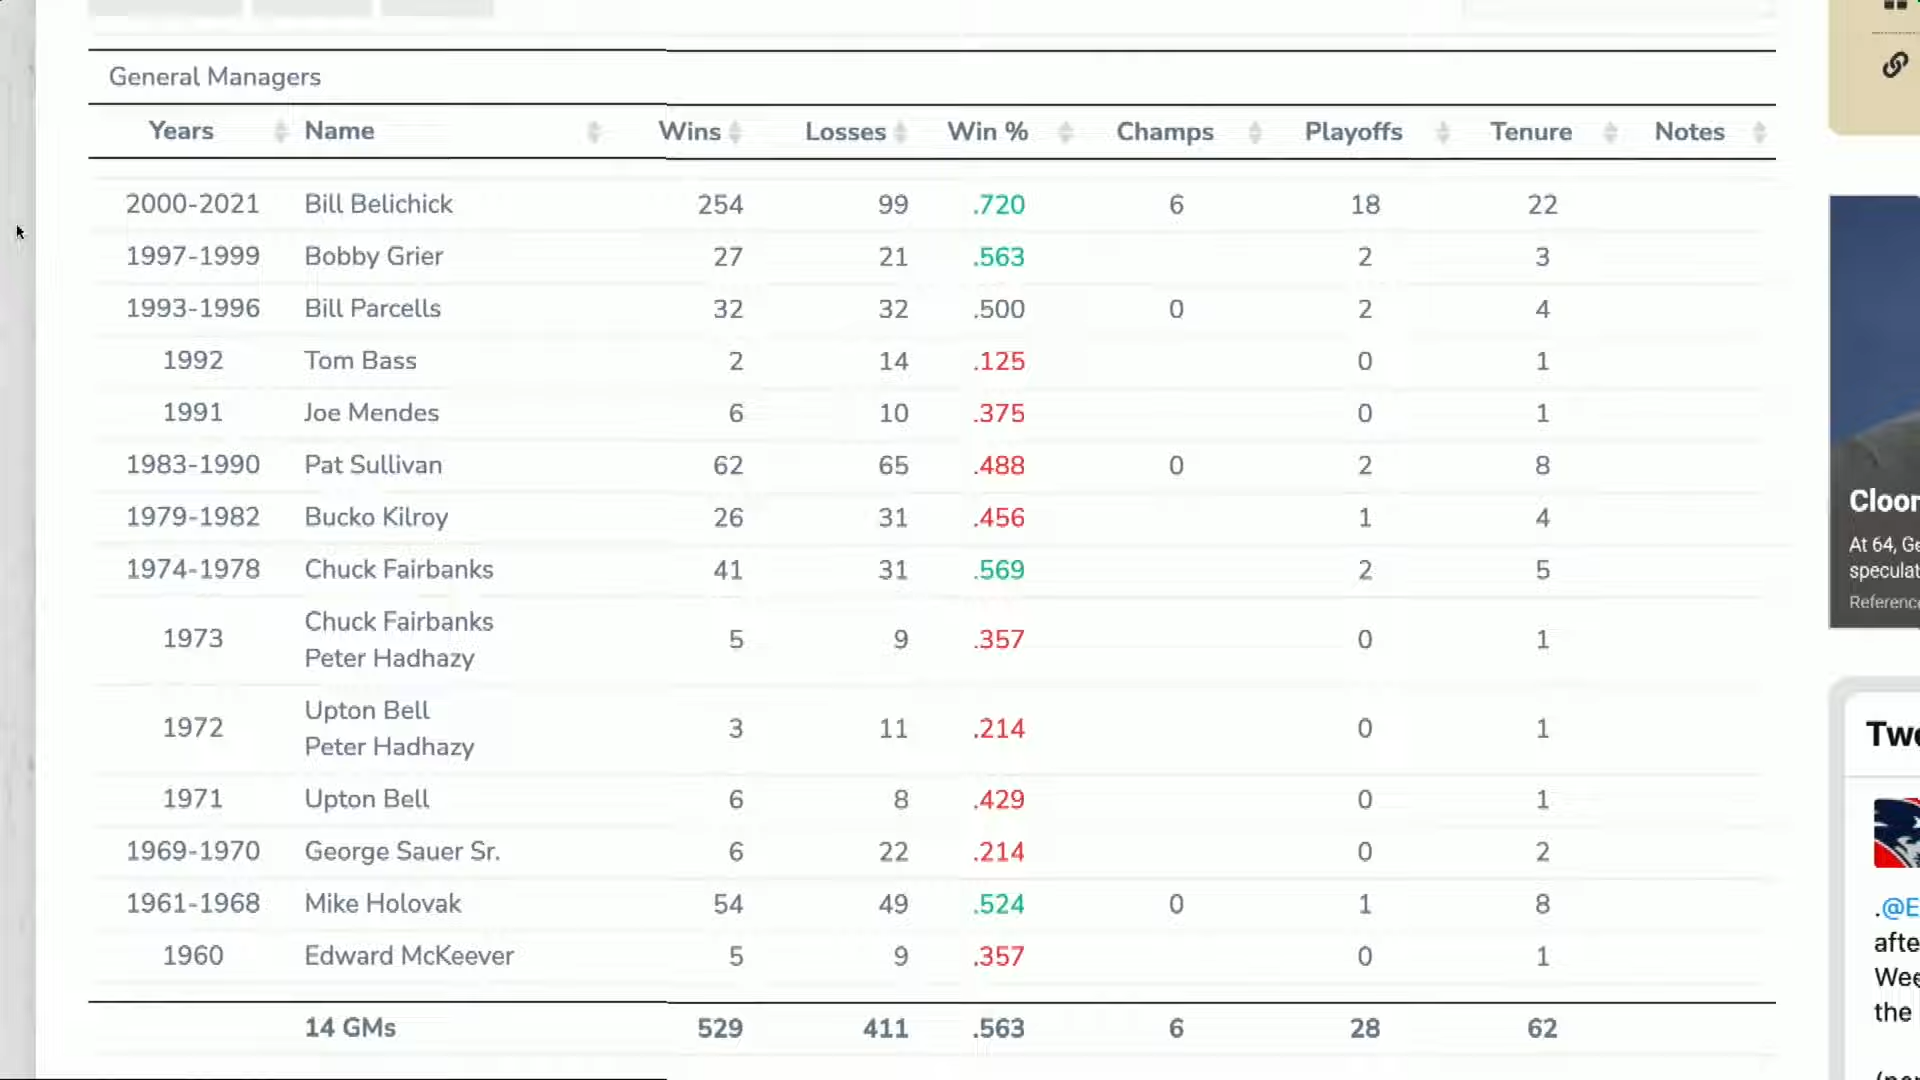 General Managers
Years Name Wins Losses Win % Champs Playoffs Tenure Notes
2000-2021 Bill Belichick 254 99 .720 6 18 22
1997-1999 Bobby Grier 27 21 .563 2 3
1993-1996 Bill Parcells 32 32 .500 0 2 4
1992 Tom Bass 2 14 .125 0 1
1991 Joe Mendes 6 10 .375 0 1
1983-1990 Pat Sullivan 62 65 .488 0 2 8
1979-1982 Bucko Kilroy 26 31 .456 1 4
1974-1978 Chuck Fairbanks 41 31 .569 2 5
1973 Chuck Fairbanks
Peter Hadhazy 5 9 .357 0 1
1972 Upton Bell
Peter Hadhazy 3 11 .214 0 1
1971 Upton Bell 6 8 .429 0 1
1969-1970 George Sauer Sr. 6 22 .214 0 2
1961-1968 Mike Holovak 54 49 .524 0 1 8
1960 Edward McKeever 5 9 .357 0 1
14 GMs 529 411 .563 6 28 62
Cloor
At 64, Ge
speculat
Reference
Twe
.@E
afte
Wee
the